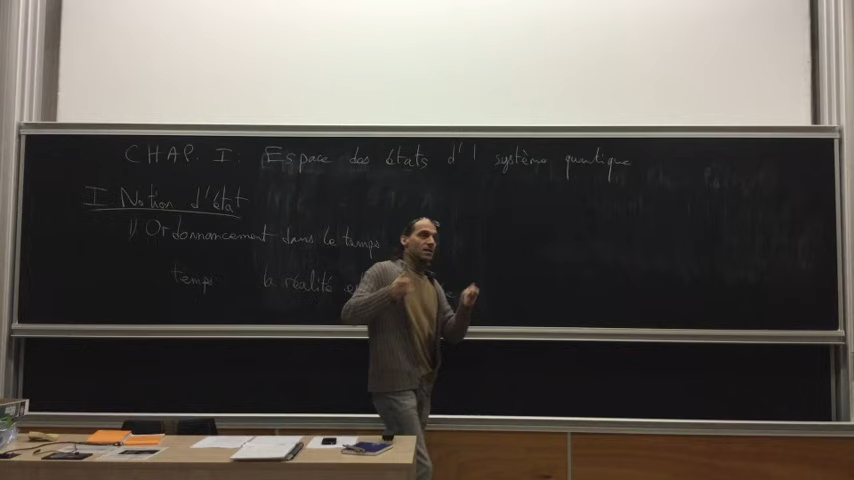 CHAP. I: Espace des états d'1 système quantique
I Notion d'état
1) Ordonnancement dans le temps
temps la réalité